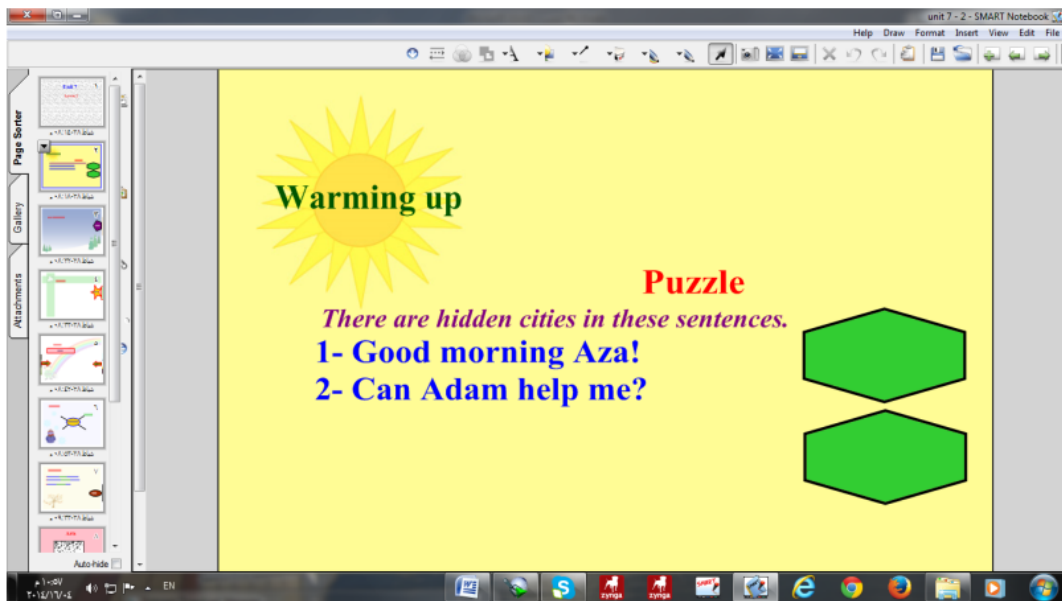 unit 7 - 2 - SMART Notebook
Help Draw Format Insert View Edit File
Page Sorter
Gallery
Attachments
Warming up
Puzzle
There are hidden cities in these sentences.
1- Good morning Aza!
2- Can Adam help me?
Auto-hide
EN
zynga
zynga